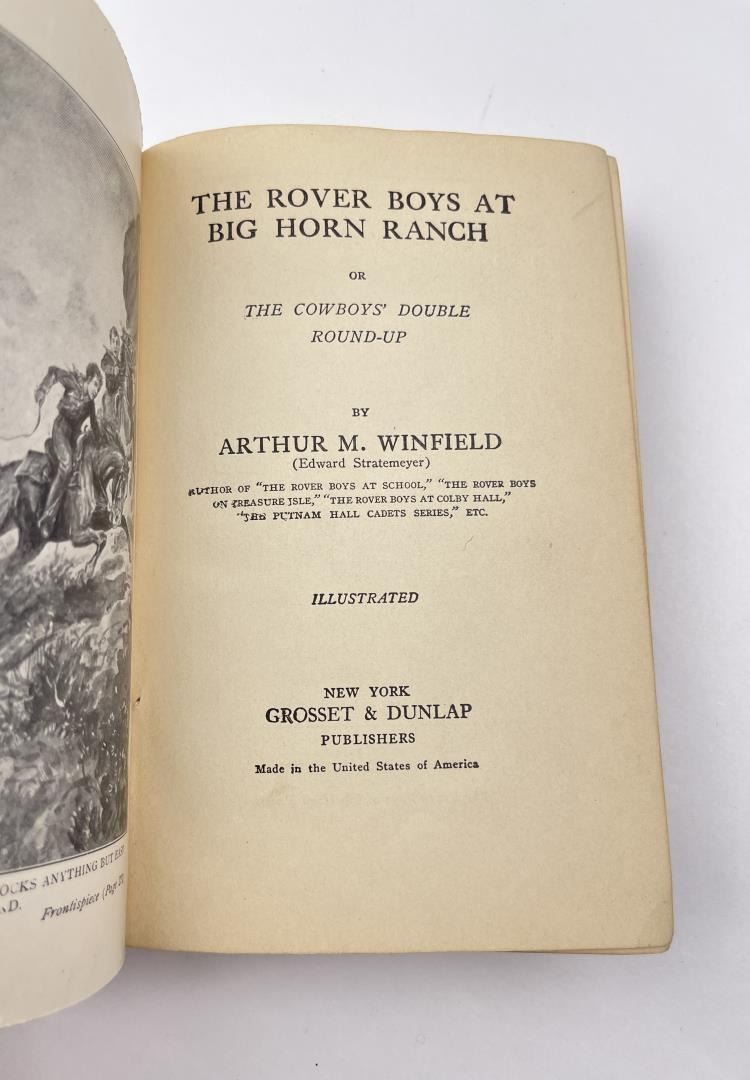 THE ROVER BOYS AT
BIG HORN RANCH
OR
THE COWBOYS' DOUBLE
ROUND-UP
BY
ARTHUR M. WINFIELD
(Edward Stratemeyer)
AUTHOR OF "THE ROVER BOYS AT SCHOOL," "THE ROVER BOYS
ON TREASURE ISLE," "THE ROVER BOYS AT COLBY HALL,"
"THE PUTNAM HALL CADETS SERIES," ETC.
ILLUSTRATED
NEW YORK
GROSSET & DUNLAP
PUBLISHERS
Made in the United States of America
OCKS ANYTHING BUT
Frontispiece (Page